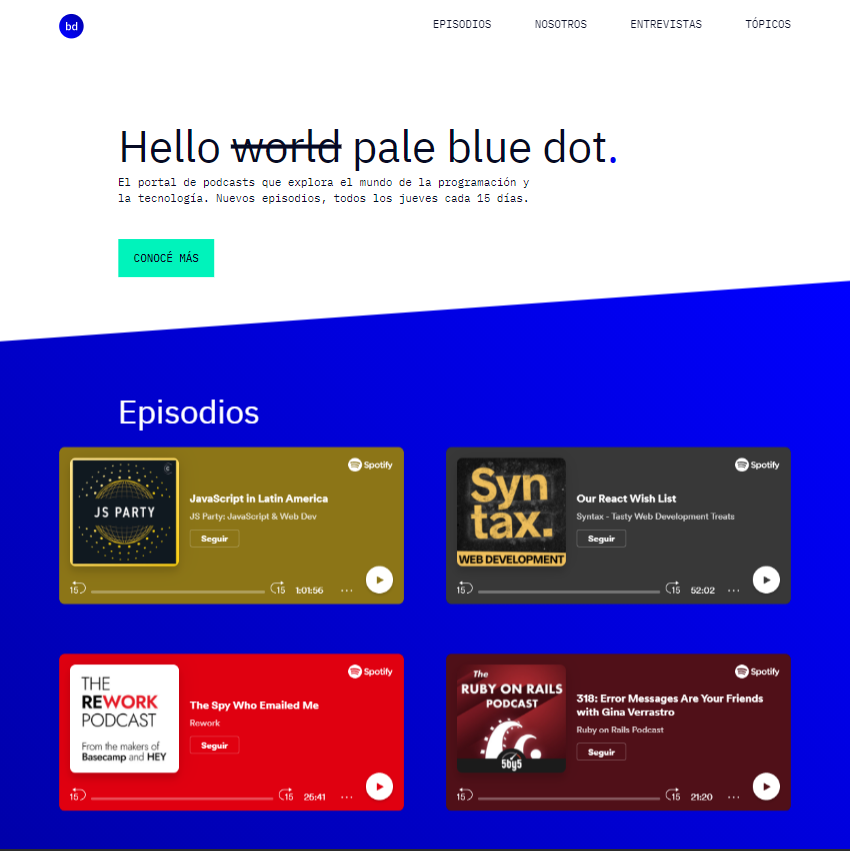 bd
EPISODIOS
NOSOTROS
ENTREVISTAS
TÓPICOS
Hello world pale blue dot.
El portal de podcasts que explora el mundo de la programación y
la tecnología. Nuevos episodios, todos los jueves cada 15 días.
CONOCÉ MÁS
Episodios
JS PARTY
Spotify
JavaScript in Latin America
JS Party: JavaScript & Web Dev
Seguir
15
15
1:01:56
Syn
tax.
WEB DEVELOPMENT
Spotify
Our React Wish List
Syntax - Tasty Web Development Treats
Seguir
15
15
52:02
THE
REWORK
PODCAST
From the makers of
Basecamp and HEY
Spotify
The Spy Who Emailed Me
Rework
Seguir
15
15
25:41
The
RUBY ON RAILS
PODCAST
5by5
Spotify
318: Error Messages Are Your Friends
with Gina Verrastro
Ruby on Rails Podcast
Seguir
15
15
21:20